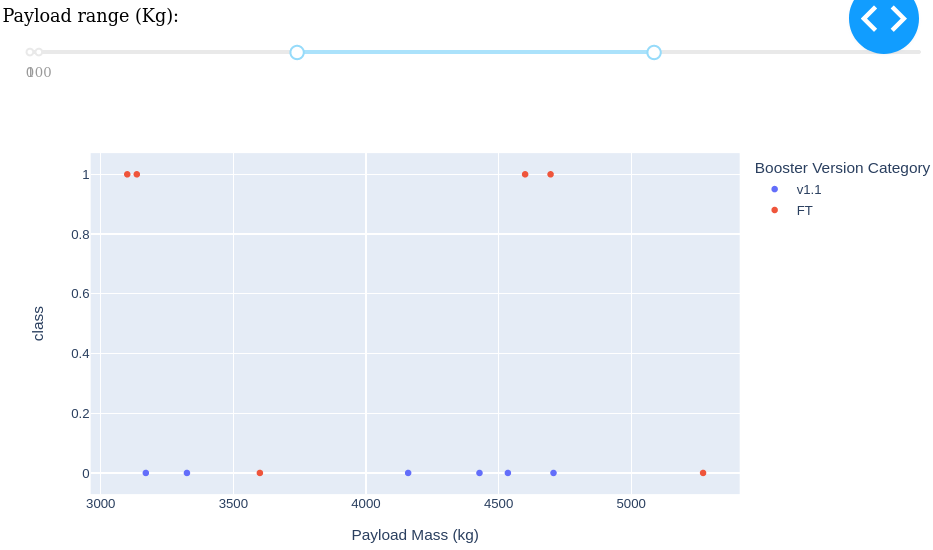 Payload range (Kg):
0
100
Booster Version Category
v1.1
FT
1
0.8
0.6
0.4
0.2
0
class
3000 3500 4000 4500 5000
Payload Mass (kg)